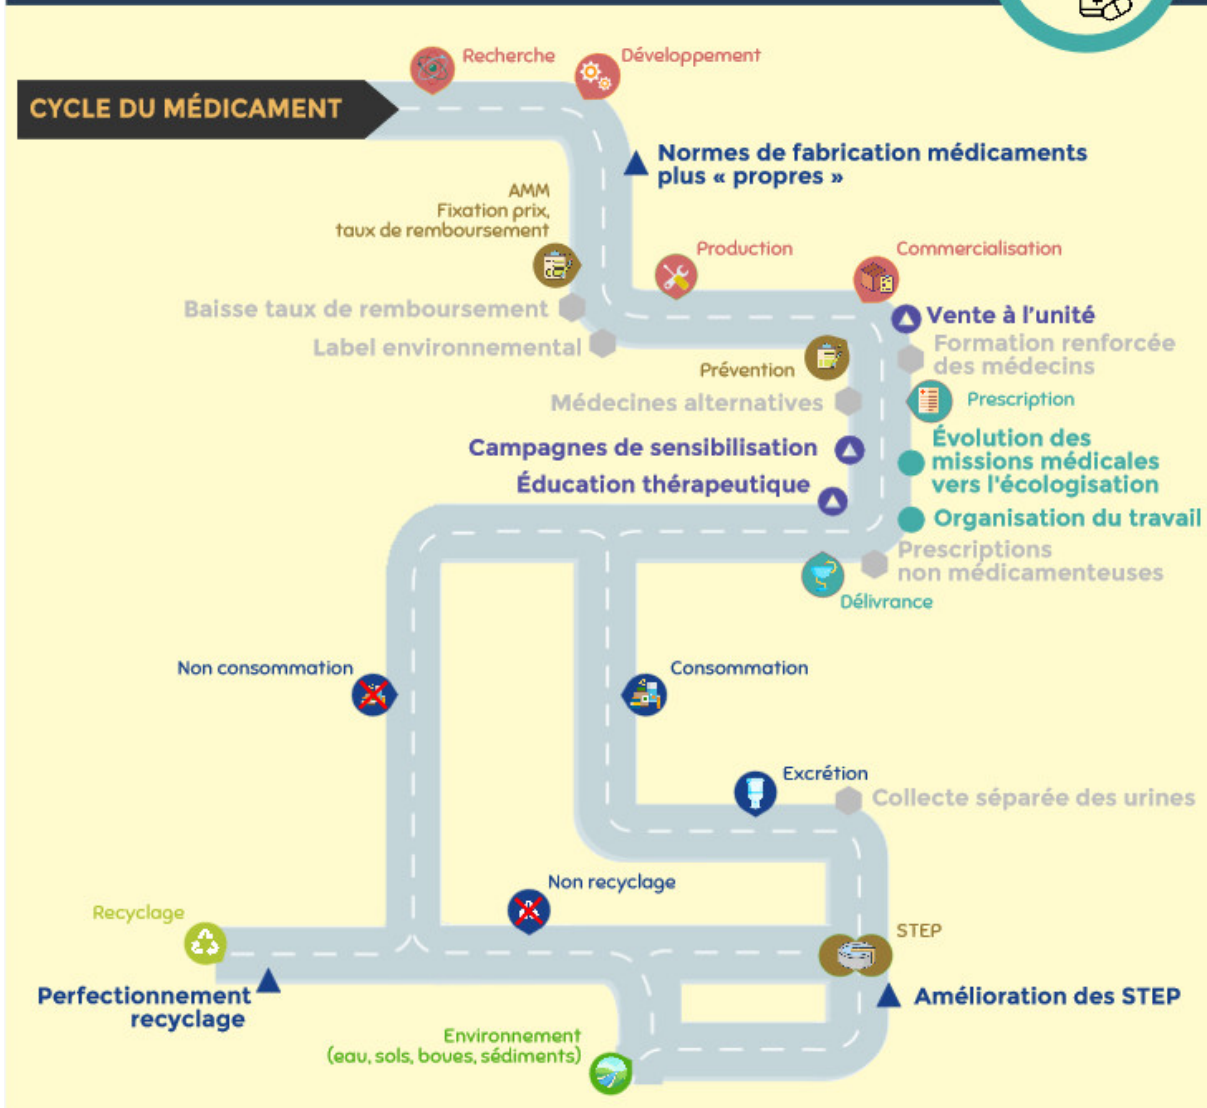 Recherche
Développement
CYCLE DU MÉDICAMENT
Normes de fabrication médicaments
plus « propres »
AMM
Fixation prix,
taux de remboursement
Production
Commercialisation
Baisse taux de remboursement
Label environnemental
Vente à l'unité
Formation renforcée
des médecins
Prévention
Médecines alternatives
Prescription
Campagnes de sensibilisation
Évolution des
missions médicales
vers l'écologisation
Éducation thérapeutique
Organisation du travail
Prescriptions
non médicamenteuses
Délivrance
Non consommation
Consommation
Excrétion
Collecte séparée des urines
Non recyclage
Recyclage
STEP
Perfectionnement
recyclage
Amélioration des STEP
Environnement
(eau, sols, boues, sédiments)